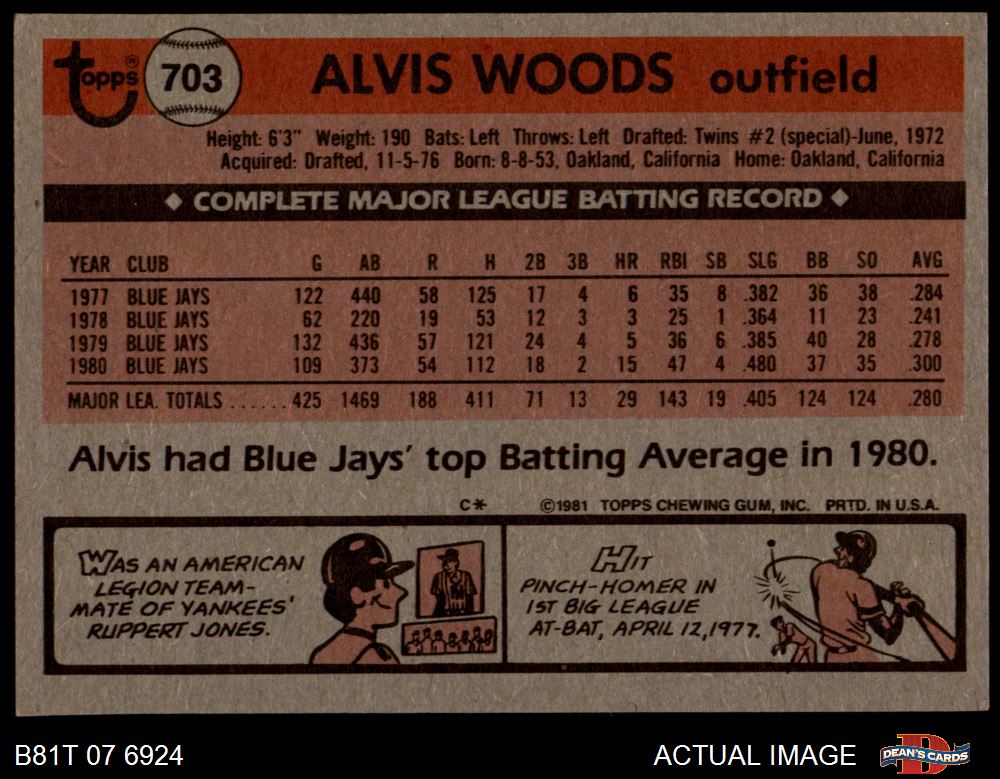 topps®
703
ALVIS WOODS outfield
Height: 6'3" Weight: 190 Bats: Left Throws: Left Drafted: Twins #2 (special)-June, 1972
Acquired: Drafted, 11-5-76 Born: 8-8-53, Oakland, California Home: Oakland, California
◆ COMPLETE MAJOR LEAGUE BATTING RECORD ◆
YEAR CLUB G AB R H 2B 3B HR RBI SB SLG BB SO AVG
1977 BLUE JAYS 122 440 58 125 17 4 6 35 8 .382 36 38 .284
1978 BLUE JAYS 62 220 19 53 12 3 3 25 1 .364 11 23 .241
1979 BLUE JAYS 132 436 57 121 24 4 5 36 6 .385 40 28 .278
1980 BLUE JAYS 109 373 54 112 18 2 15 47 4 .480 37 35 .300
MAJOR LEA. TOTALS ...... 425 1469 188 411 71 13 29 143 19 .405 124 124 .280
Alvis had Blue Jays' top Batting Average in 1980.
C* ©1981 TOPPS CHEWING GUM, INC. PRTD. IN U.S.A.
WAS AN AMERICAN
LEGION TEAM-
MATE OF YANKEES'
RUPPERT JONES.
HIT
PINCH-HOMER IN
1ST BIG LEAGUE
AT-BAT, APRIL 12, 1977.
B81T 07 6924 ACTUAL IMAGE DEAN'S CARDS